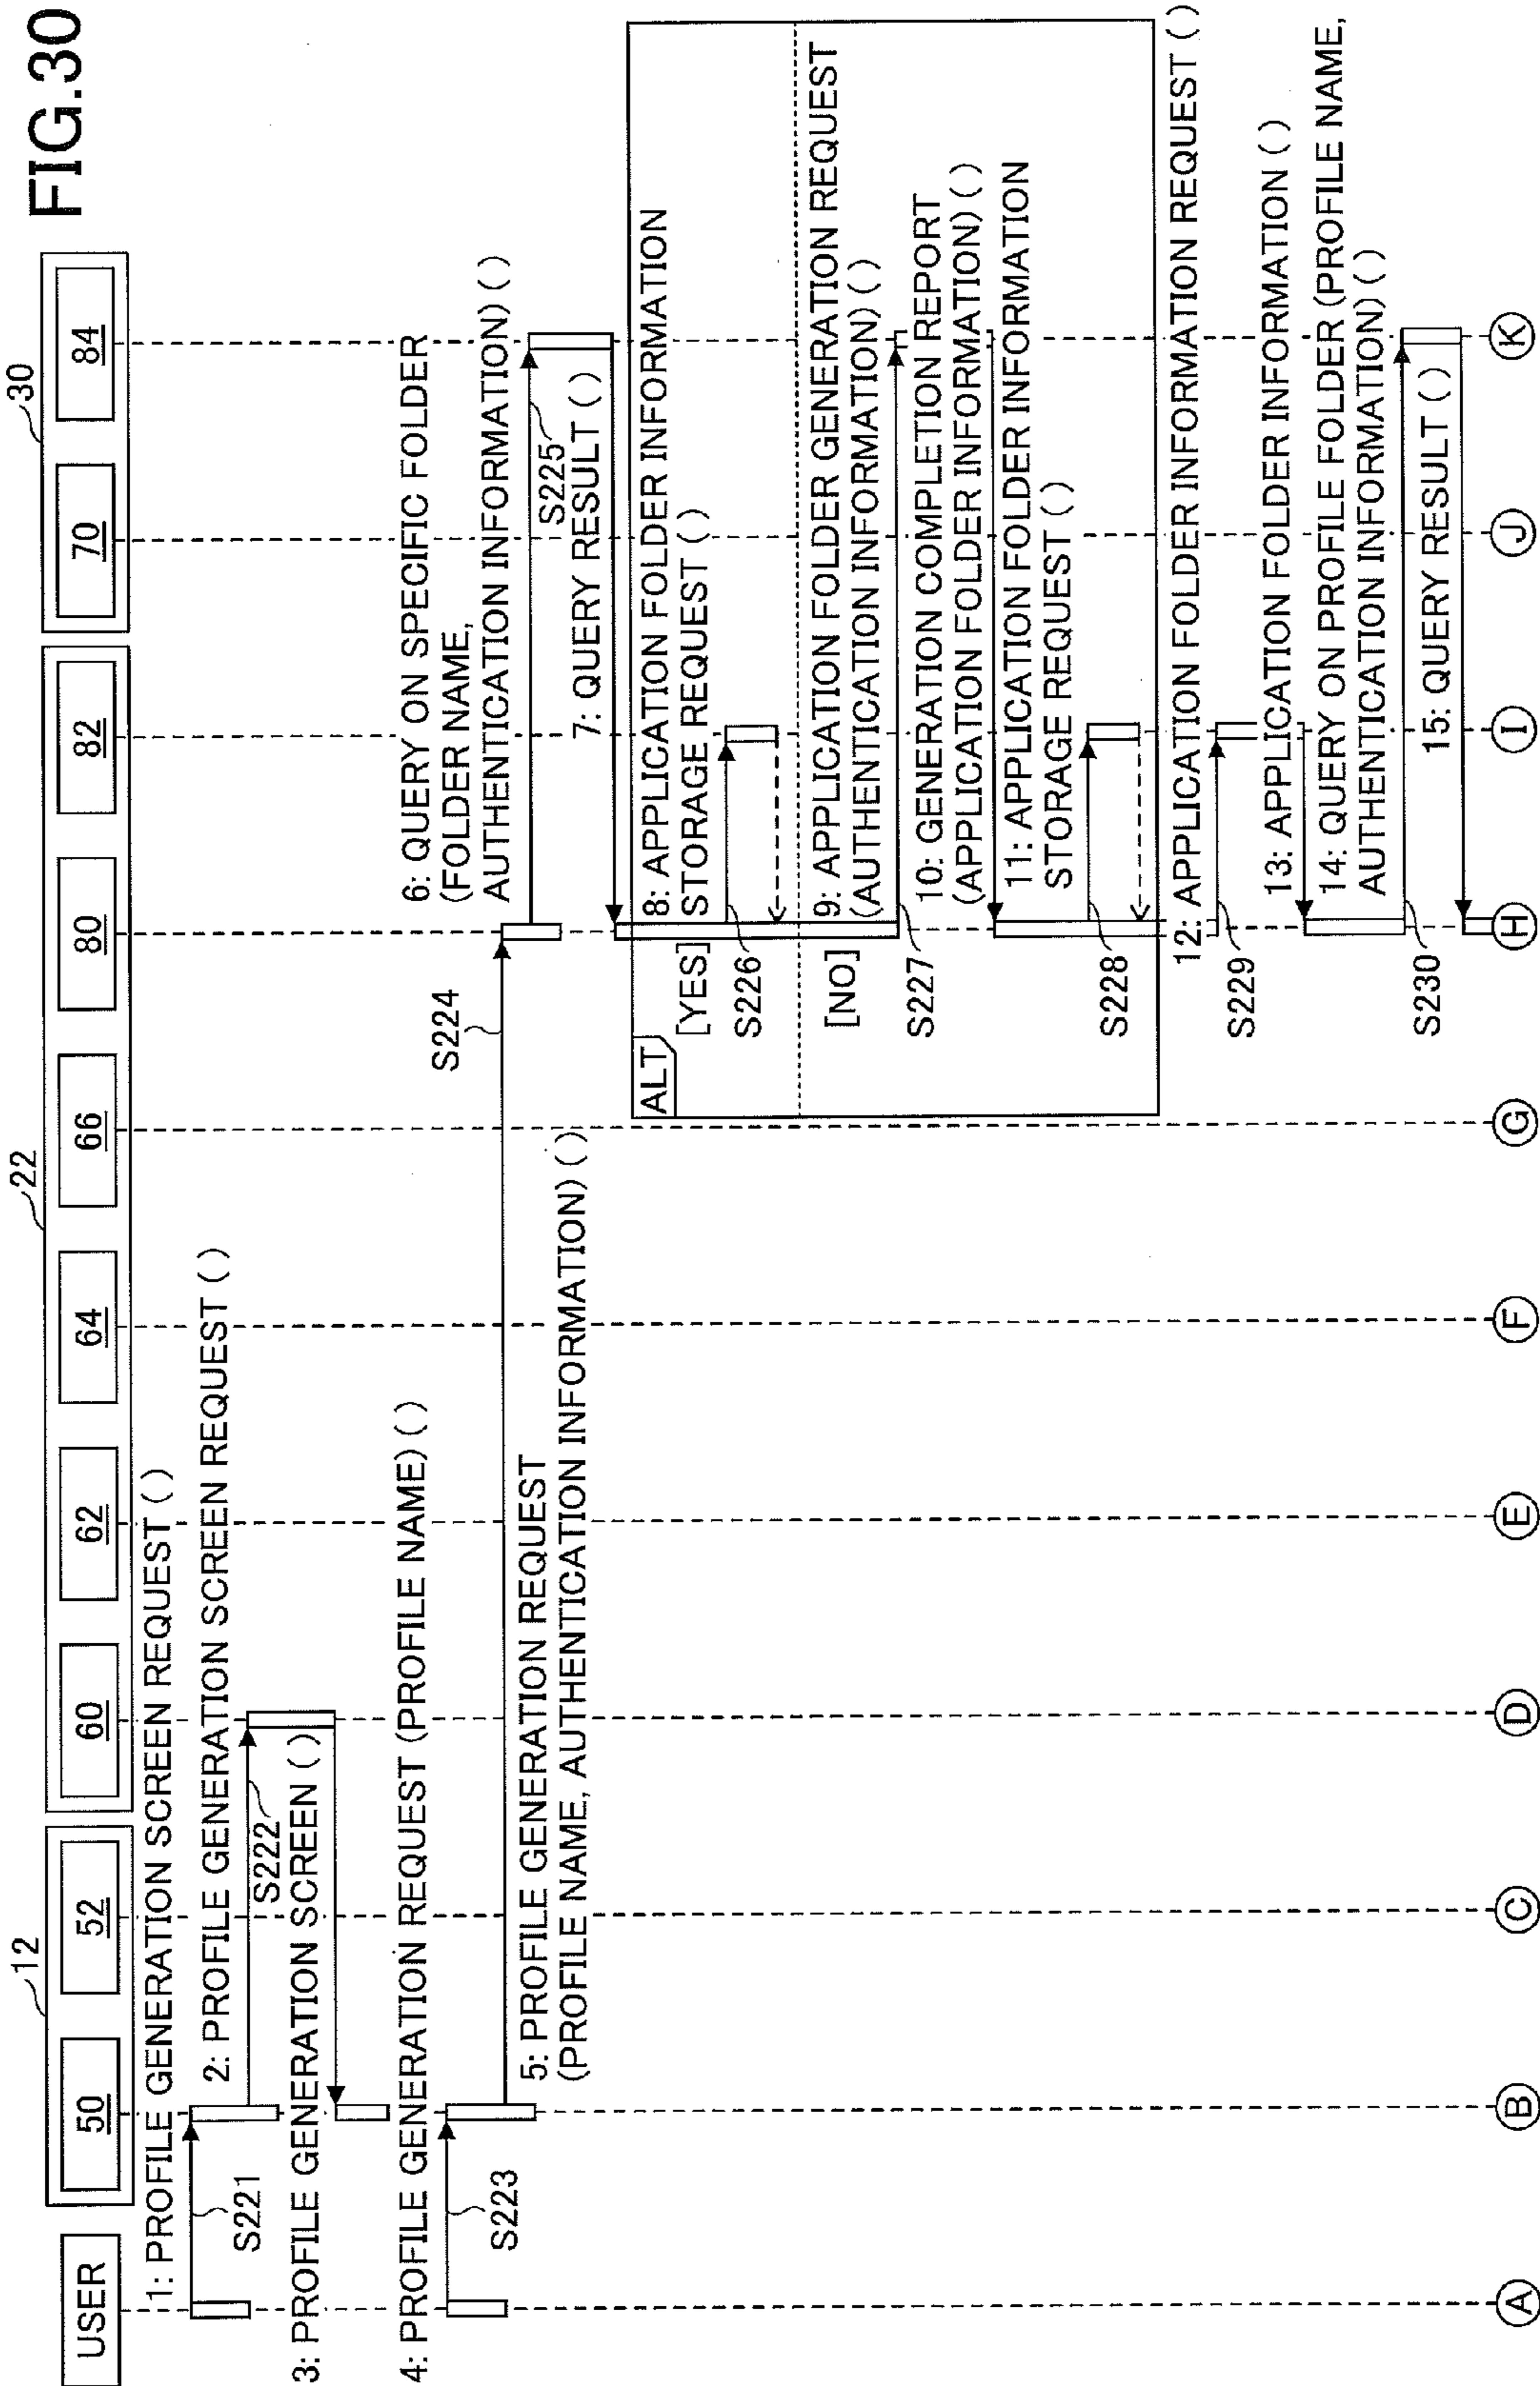 FIG.30
12
22
30
USER
50
52
60
62
64
66
80
82
70
84
1: PROFILE GENERATION SCREEN REQUEST ( )
S221
2: PROFILE GENERATION SCREEN REQUEST ( )
S222
3: PROFILE GENERATION SCREEN ( )
4: PROFILE GENERATION REQUEST (PROFILE NAME) ( )
S223
S224
5: PROFILE GENERATION REQUEST
(PROFILE NAME, AUTHENTICATION INFORMATION) ( )
6: QUERY ON SPECIFIC FOLDER
(FOLDER NAME,
AUTHENTICATION INFORMATION) ( )
S225
7: QUERY RESULT ( )
ALT
[YES]
8: APPLICATION FOLDER INFORMATION
STORAGE REQUEST ( )
S226
[NO]
9: APPLICATION FOLDER GENERATION REQUEST
(AUTHENTICATION INFORMATION) ( )
S227
10: GENERATION COMPLETION REPORT
(APPLICATION FOLDER INFORMATION) ( )
11: APPLICATION FOLDER INFORMATION
STORAGE REQUEST ( )
S228
12: APPLICATION FOLDER INFORMATION REQUEST ( )
S229
13: APPLICATION FOLDER INFORMATION ( )
14: QUERY ON PROFILE FOLDER (PROFILE NAME,
AUTHENTICATION INFORMATION) ( )
S230
15: QUERY RESULT ( )
A
B
C
D
E
F
G
H
I
J
K